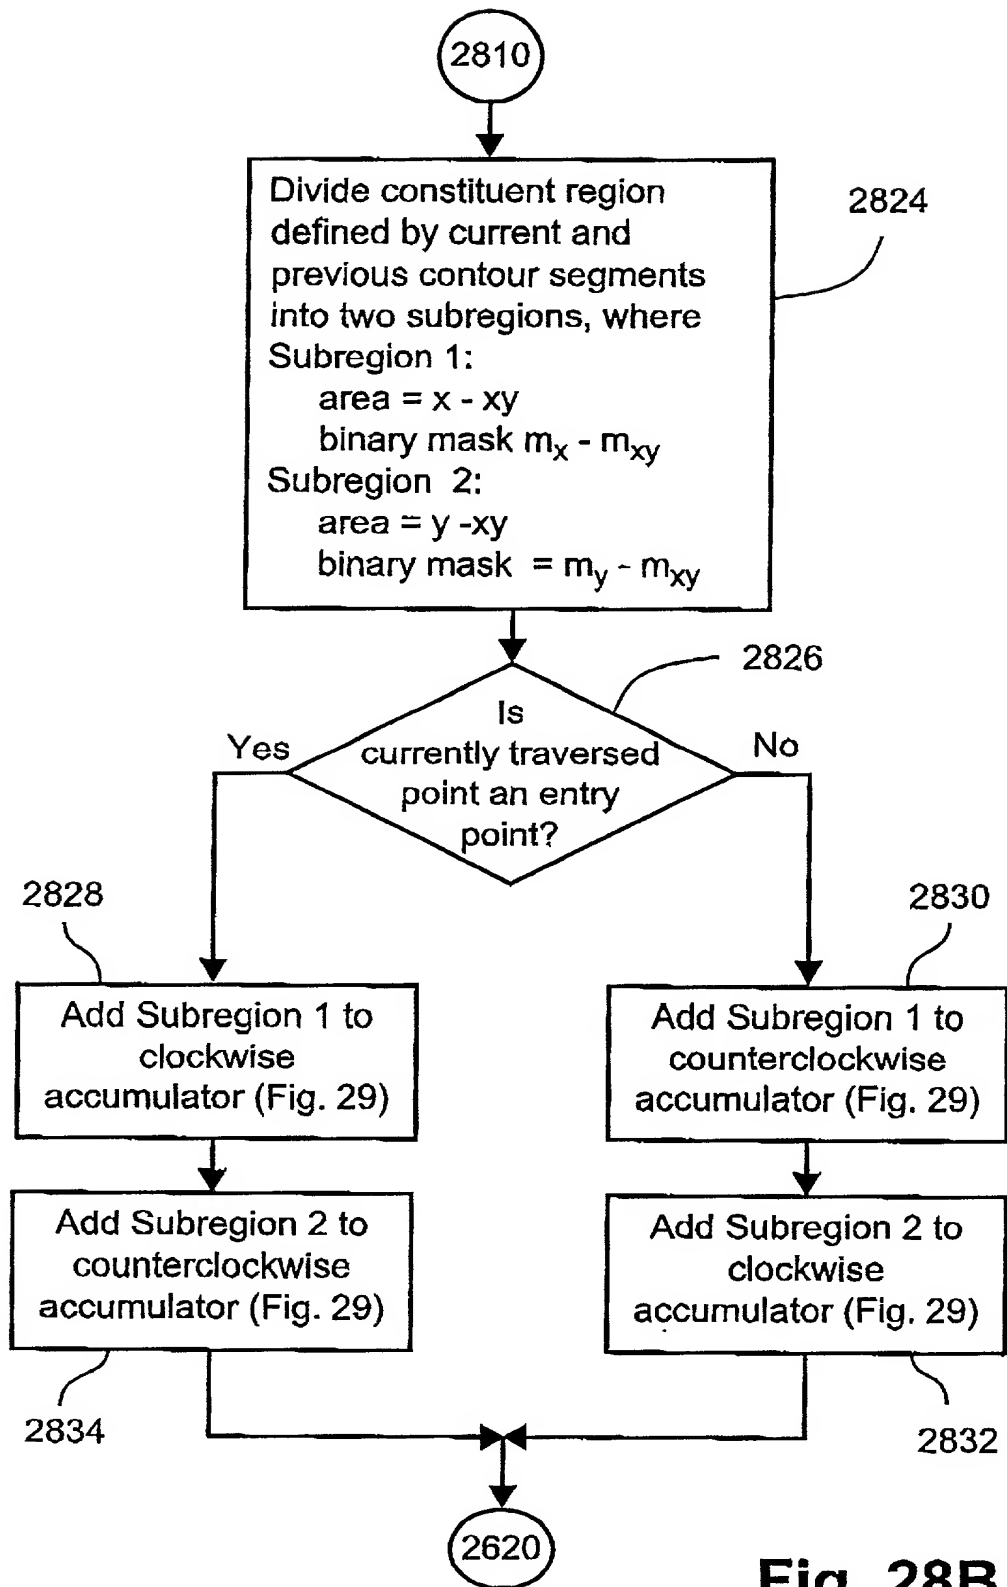 2810
Divide constituent region
defined by current and
previous contour segments
into two subregions, where
Subregion 1:
area = x - xy
binary mask mx - mxy
Subregion 2:
area = y -xy
binary mask = my - mxy
2824
2826
Is
currently traversed
point an entry
point?
Yes
No
2828
2830
Add Subregion 1 to
clockwise
accumulator (Fig. 29)
Add Subregion 1 to
counterclockwise
accumulator (Fig. 29)
Add Subregion 2 to
counterclockwise
accumulator (Fig. 29)
Add Subregion 2 to
clockwise
accumulator (Fig. 29)
2834
2832
2620
Fig. 28B